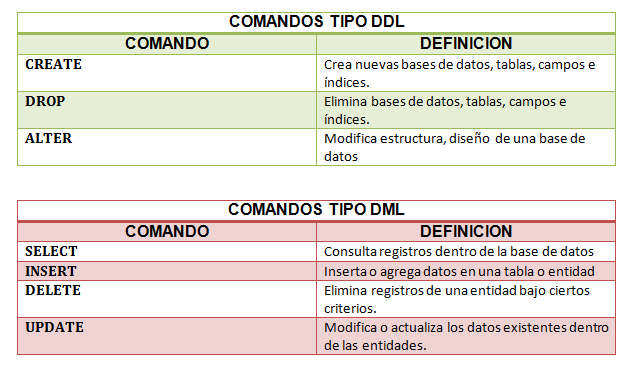 COMANDOS TIPO DDL
COMANDO DEFINICION
CREATE Crea nuevas bases de datos, tablas, campos e
índices.
DROP Elimina bases de datos, tablas, campos e
índices.
ALTER Modifica estructura, diseño de una base de
datos
COMANDOS TIPO DML
COMANDO DEFINICION
SELECT Consulta registros dentro de la base de datos
INSERT Inserta o agrega datos en una tabla o entidad
DELETE Elimina registros de una entidad bajo ciertos
criterios.
UPDATE Modifica o actualiza los datos existentes dentro
de las entidades.